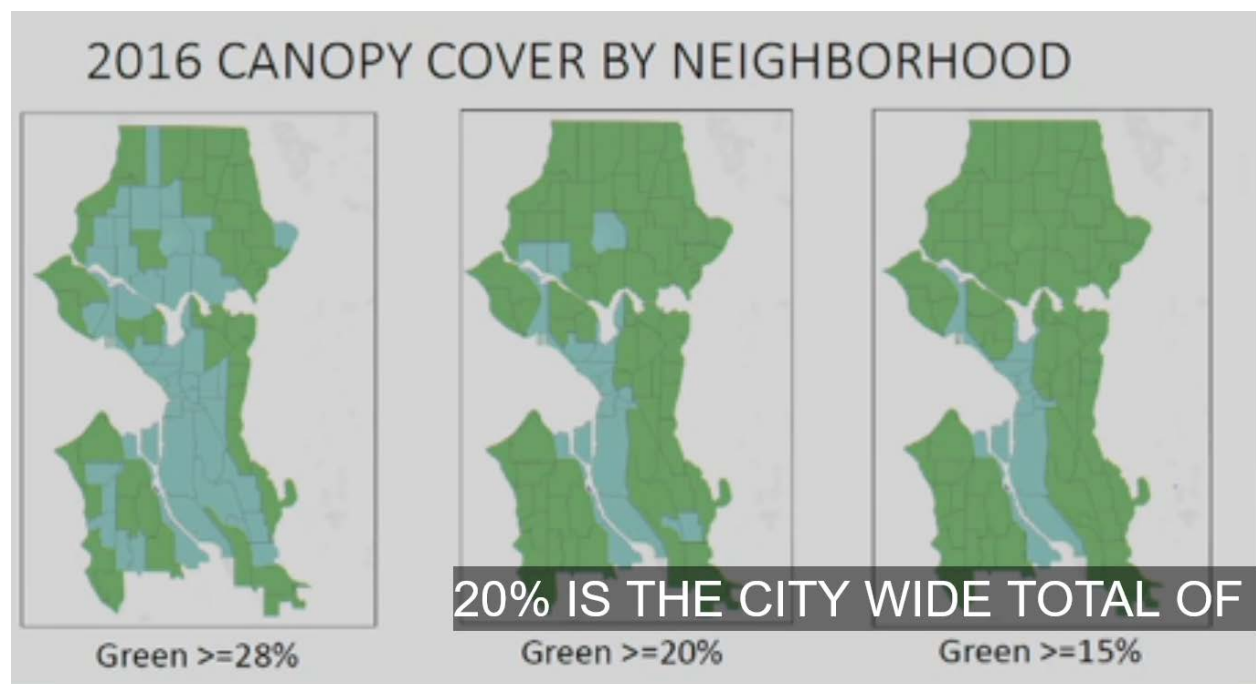 2016 CANOPY COVER BY NEIGHBORHOOD
20% IS THE CITY WIDE TOTAL OF
Green >=28%
Green >=20%
Green >=15%